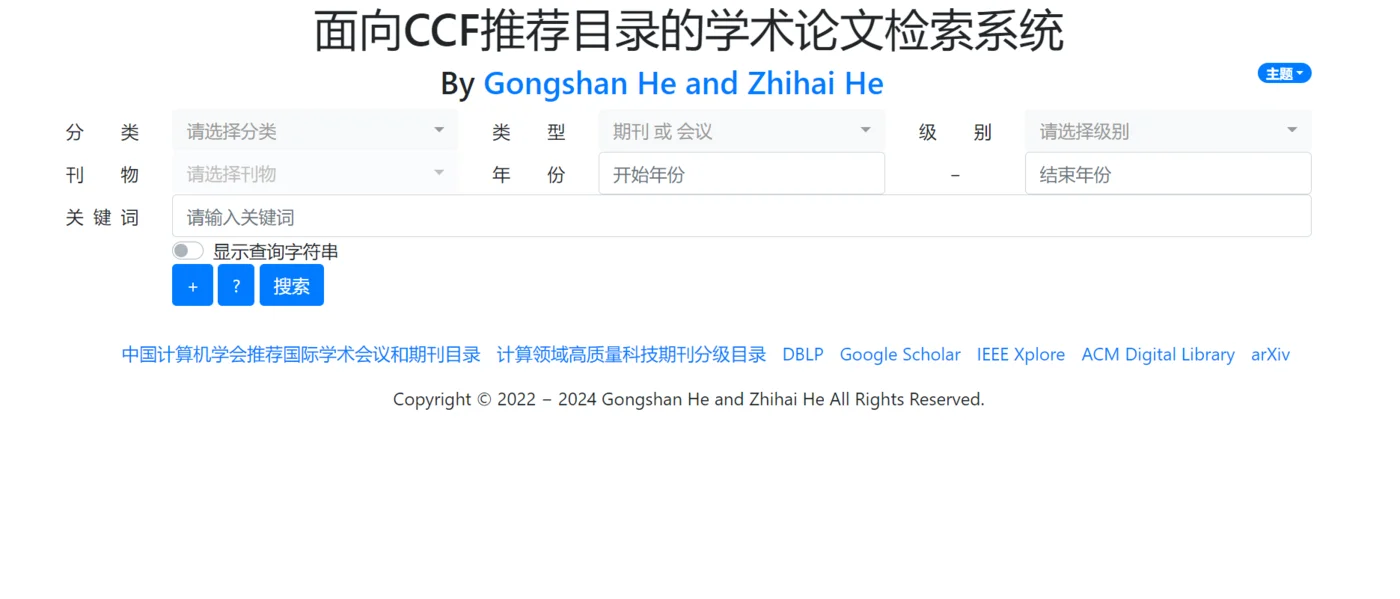 面向CCF推荐目录的学术论文检索系统
By Gongshan He and Zhihai He
主题
分 类 请选择分类 类 型 期刊 或 会议 级 别 请选择级别
刊 物 请选择刊物 年 份 开始年份 – 结束年份
关 键 词 请输入关键词
显示查询字符串
+ ? 搜索
中国计算机学会推荐国际学术会议和期刊目录 计算领域高质量科技期刊分级目录 DBLP Google Scholar IEEE Xplore ACM Digital Library arXiv
Copyright © 2022 – 2024 Gongshan He and Zhihai He All Rights Reserved.